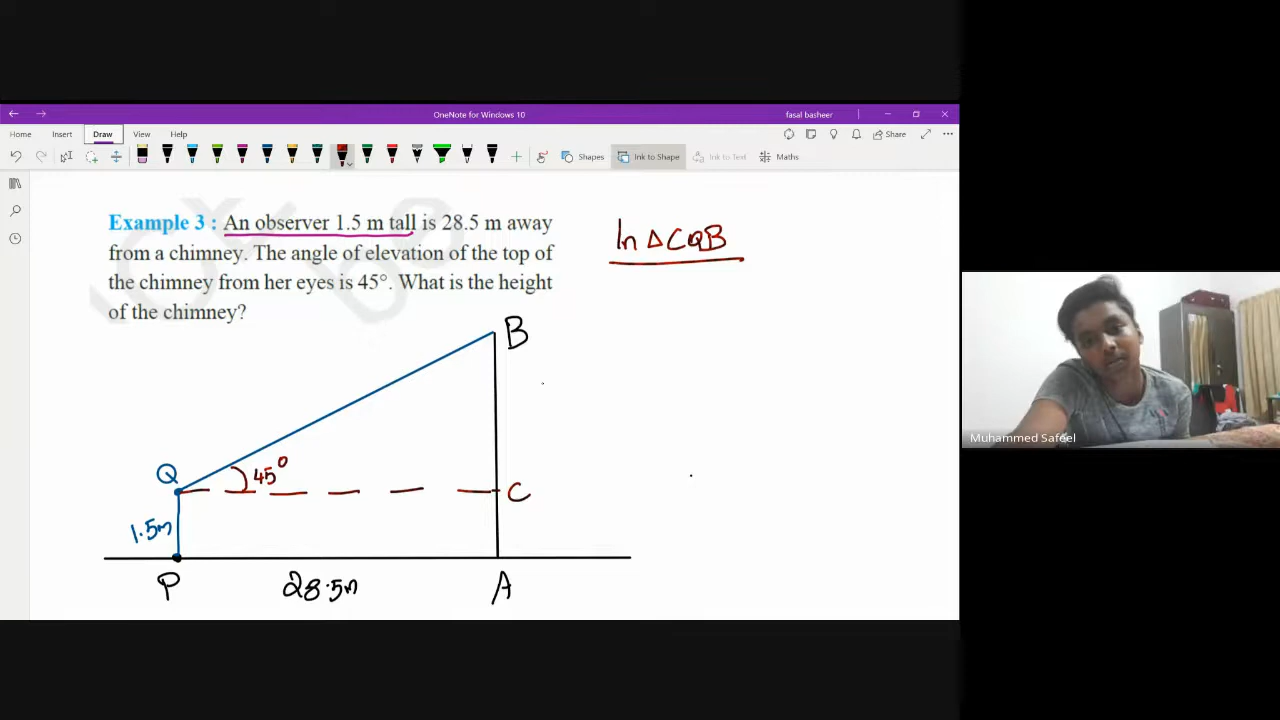 OneNote for Windows 10
fasal basheer
Home Insert Draw View Help
Share
Shapes Ink to Shape Ink to Text Maths
Example 3 : An observer 1.5 m tall is 28.5 m away
from a chimney. The angle of elevation of the top of
the chimney from her eyes is 45°. What is the height
of the chimney?
In Δ CQB
B
Q
45°
C
1.5m
P
28.5m
A
Muhammed Safeel